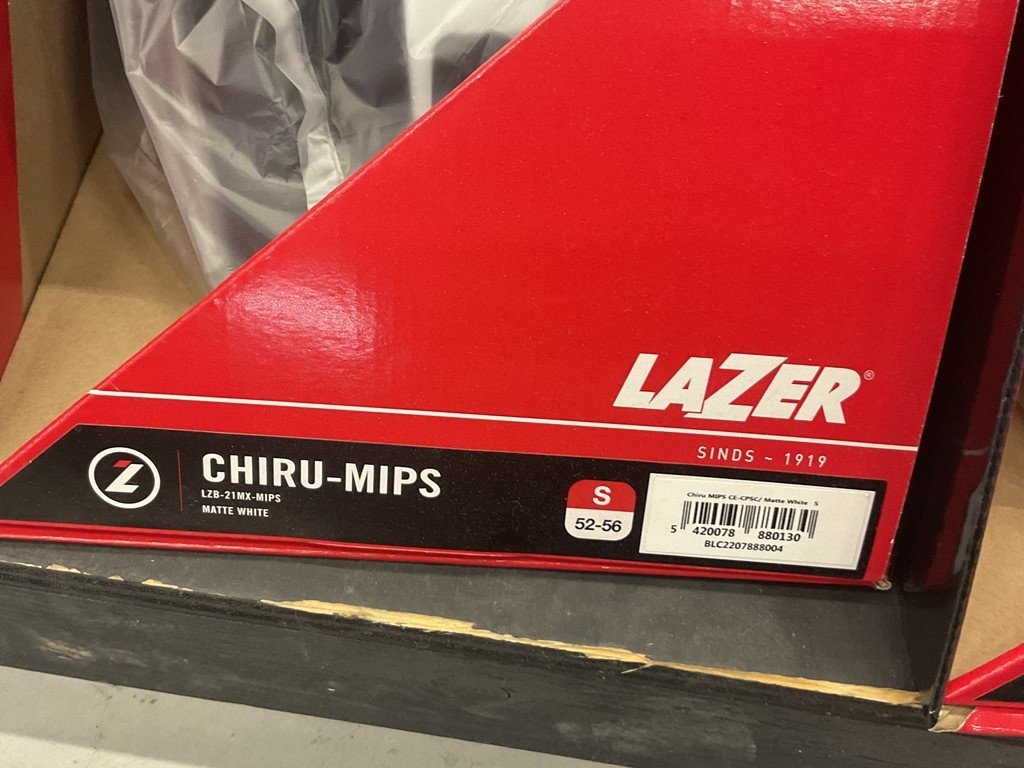 LAZER®
SINDS ~ 1919
Z
CHIRU-MIPS
LZB-21MX-MIPS
MATTE WHITE
S
52-56
Chiru MIPS CE-CPSC/ Matte White S
5 420078 880130
BLC2207888004